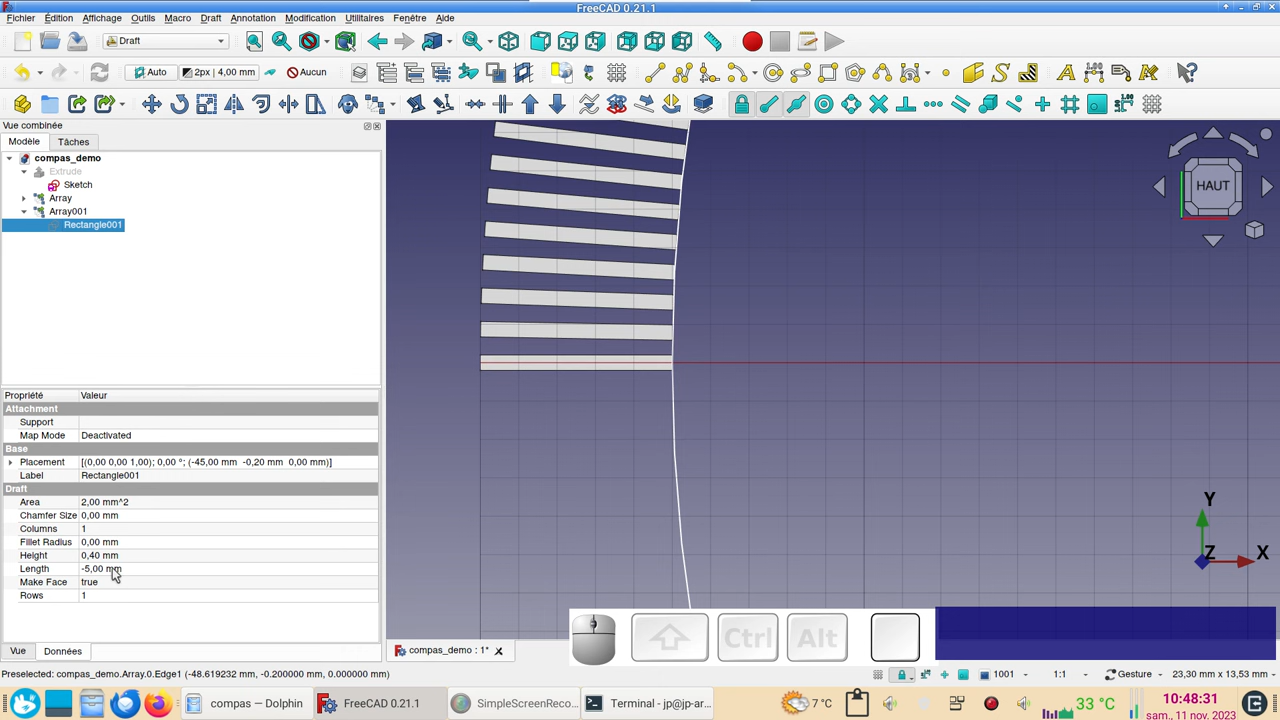 FreeCAD 0.21.1
Fichier Édition Affichage Outils Macro Draft Annotation Modification Utilitaires Fenêtre Aide
Draft
Auto 2px | 4,00 mm Aucun
Vue combinée
Modèle Tâches
compas_demo
Extrude
Sketch
Array
Array001
Rectangle001
HAUT
Propriété Valeur
Attachment
Support
Map Mode Deactivated
Base
Placement [(0,00 0,00 1,00); 0,00 °; (-45,00 mm -0,20 mm 0,00 mm)]
Label Rectangle001
Draft
Area 2,00 mm^2
Chamfer Size 0,00 mm
Columns 1
Fillet Radius 0,00 mm
Height 0,40 mm
Length -5,00 mm
Make Face true
Rows 1
Y
Z X
Ctrl Alt
Vue Données
compas_demo : 1*
Preselected: compas_demo.Array.0.Edge1 (-48.619232 mm, -0.200000 mm, 0.000000 mm)
1001 1:1 Gesture 23,30 mm x 13,53 mm
compas – Dolphin
FreeCAD 0.21.1
SimpleScreenReco...
Terminal - jp@jp-ar...
7°C
33 °C
10:48:31
sam., 11 nov. 2023